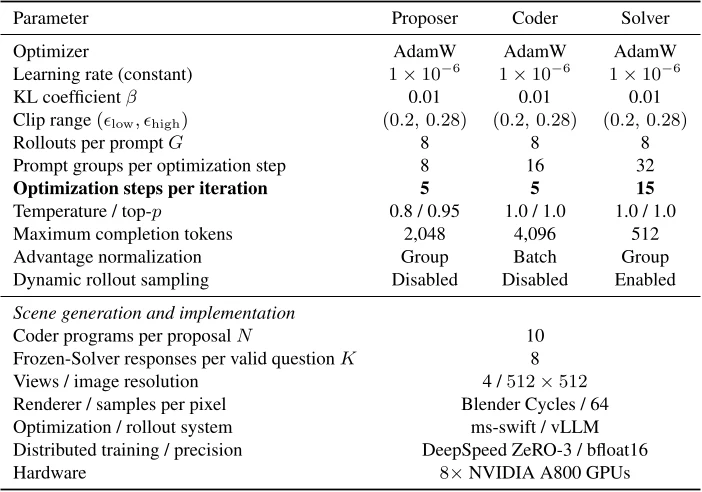 Parameter Proposer Coder Solver
Optimizer AdamW AdamW AdamW
Learning rate (constant) 1 × 10⁻⁶ 1 × 10⁻⁶ 1 × 10⁻⁶
KL coefficient β 0.01 0.01 0.01
Clip range (ϵlow, ϵhigh) (0.2, 0.28) (0.2, 0.28) (0.2, 0.28)
Rollouts per prompt G 8 8 8
Prompt groups per optimization step 8 16 32
Optimization steps per iteration 5 5 15
Temperature / top-p 0.8 / 0.95 1.0 / 1.0 1.0 / 1.0
Maximum completion tokens 2,048 4,096 512
Advantage normalization Group Batch Group
Dynamic rollout sampling Disabled Disabled Enabled
Scene generation and implementation
Coder programs per proposal N 10
Frozen-Solver responses per valid question K 8
Views / image resolution 4 / 512 × 512
Renderer / samples per pixel Blender Cycles / 64
Optimization / rollout system ms-swift / vLLM
Distributed training / precision DeepSpeed ZeRO-3 / bfloat16
Hardware 8× NVIDIA A800 GPUs